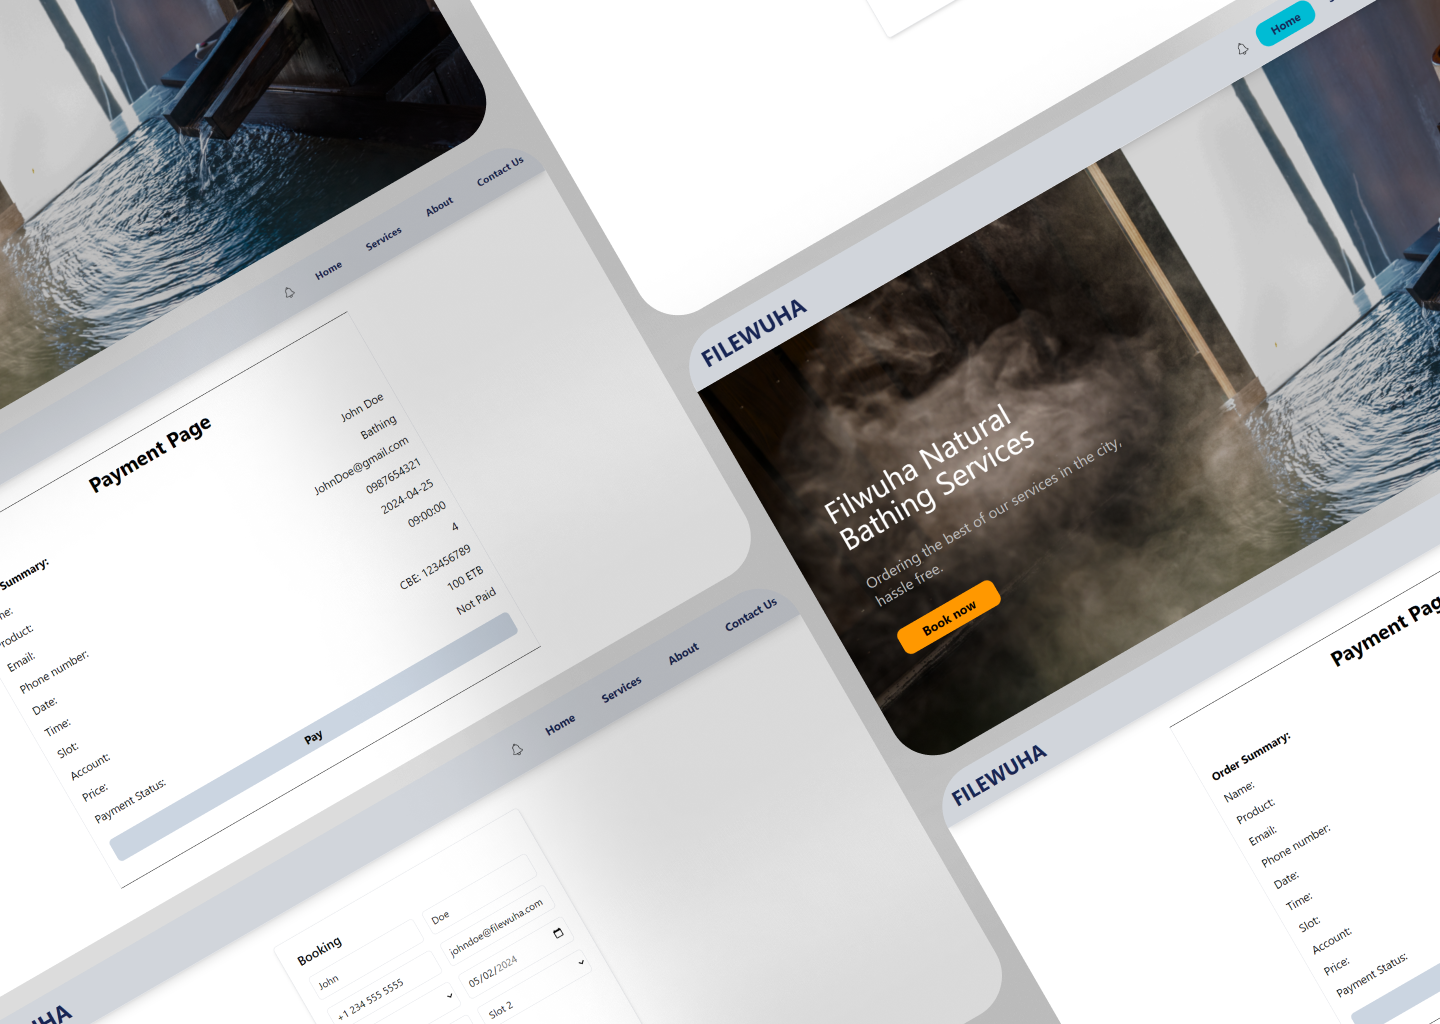 Home
FILEWUHA
Filwuha Natural
Bathing Services
Ordering the best of our services in the city,
hassle free.
Book now
Home
Services
About
Contact Us
Payment Page
Summary:
John Doe
Product: Bathing
Email: JohnDoe@gmail.com
Phone number: 0987654321
Date: 2024-04-25
Time: 09:00:00
Slot: 4
Account: CBE: 123456789
Price: 100 ETB
Payment Status: Not Paid
Pay
Home
Services
About
Contact Us
Booking
John
Doe
+1 234 555 5555
johndoe@filewuha.com
05/02/2024
Slot 2
FILEWUHA
Payment Pag
Order Summary:
Name:
Product:
Email:
Phone number:
Date:
Time:
Slot:
Account:
Price:
Payment Status: